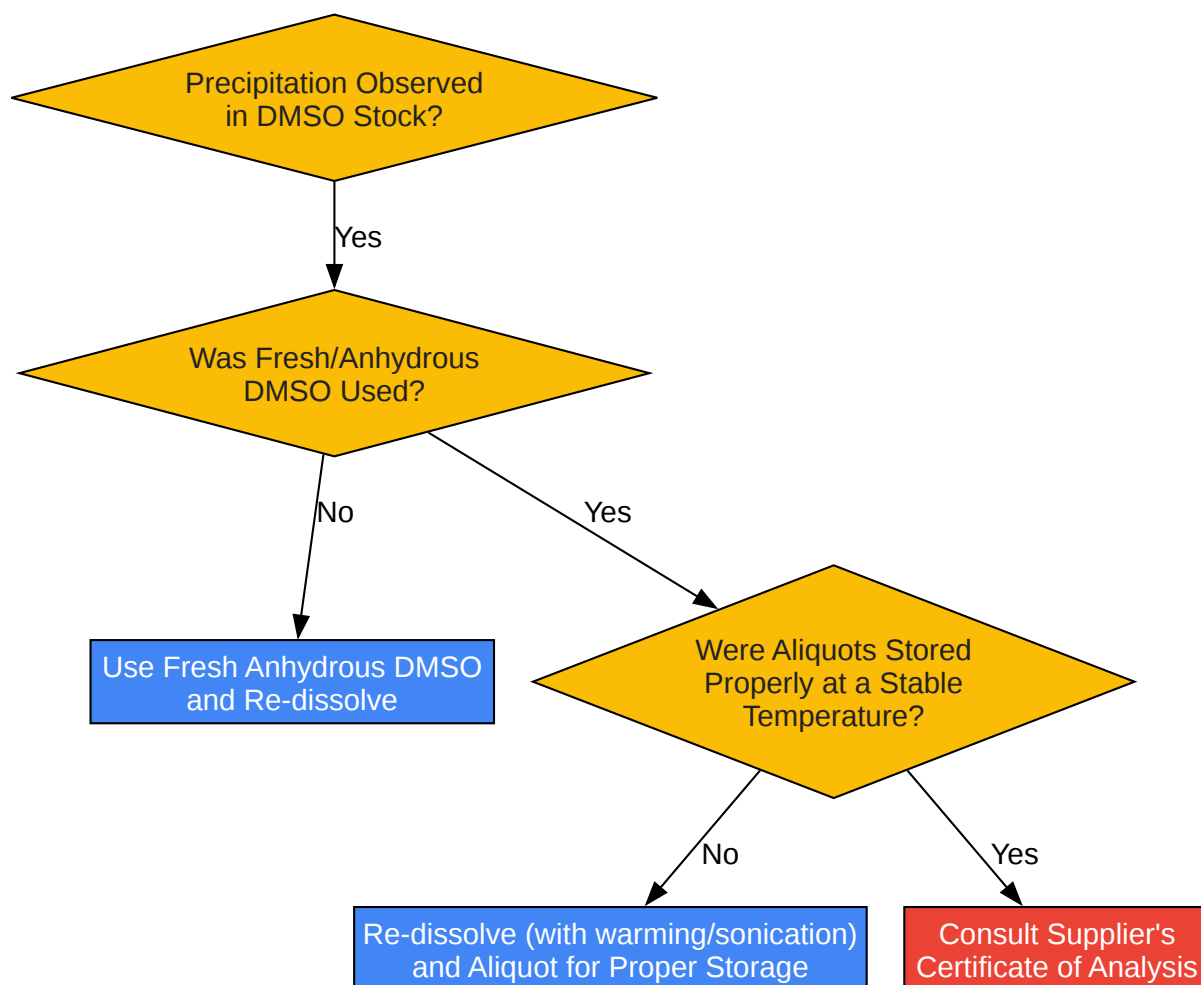 Precipitation Observed
in DMSO Stock?
Yes
Was Fresh/Anhydrous
DMSO Used?
No
Yes
Use Fresh Anhydrous DMSO
and Re-dissolve
Were Aliquots Stored
Properly at a Stable
Temperature?
No
Yes
Re-dissolve (with warming/sonication)
and Aliquot for Proper Storage
Consult Supplier's
Certificate of Analysis